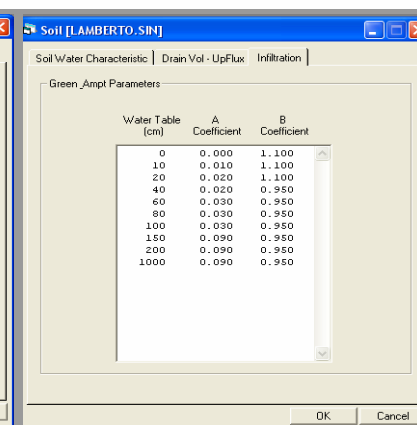 Soil [LAMBERTO.SIN]
Soil Water Characteristic Drain Vol - UpFlux Infiltration
Green_Ampt Parameters
Water Table (cm) A Coefficient B Coefficient
0 0.000 1.100
10 0.010 1.100
20 0.020 1.100
40 0.020 0.950
60 0.030 0.950
80 0.030 0.950
100 0.030 0.950
150 0.090 0.950
200 0.090 0.950
1000 0.090 0.950
OK Cancel